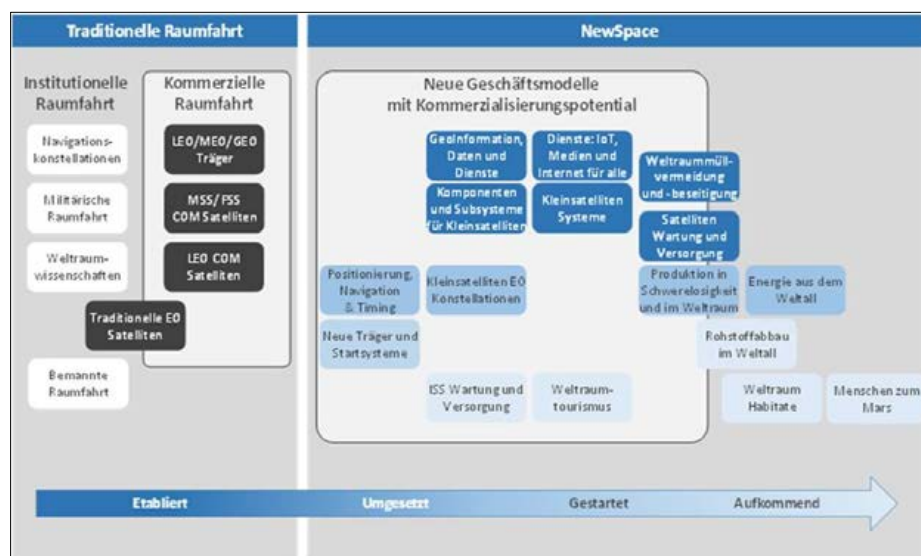 Traditionelle Raumfahrt
NewSpace
Institutionelle
Raumfahrt
Kommerzielle
Raumfahrt
Neue Geschäftsmodelle
mit Kommerzialisierungspotential
Navigations-
konstellationen
Militärische
Raumfahrt
Weltraum-
wissenschaften
Bemannte
Raumfahrt
LEO/MEO/GEO
Träger
MSS/FSS
COM Satelliten
LEO COM
Satelliten
Traditionelle EO
Satelliten
GeoInformation,
Daten und
Dienste
Dienste: IoT,
Medien und
Internet für alle
Weltraummüll-
vermeidung
und -beseitigung
Komponenten
und Subsysteme
für Kleinsatelliten
Kleinsatelliten
Systeme
Satelliten
Wartung und
Versorgung
Positionierung,
Navigation
& Timing
Kleinsatelliten EO
Konstellationen
Produktion in
Schwerelosigkeit
und im Weltraum
Energie aus dem
Weltall
Neue Träger und
Startsysteme
Rohstoffabbau
im Weltall
ISS Wartung und
Versorgung
Weltraum-
tourismus
Weltraum
Habitate
Menschen zum
Mars
Etabliert
Umgesetzt
Gestartet
Aufkommend